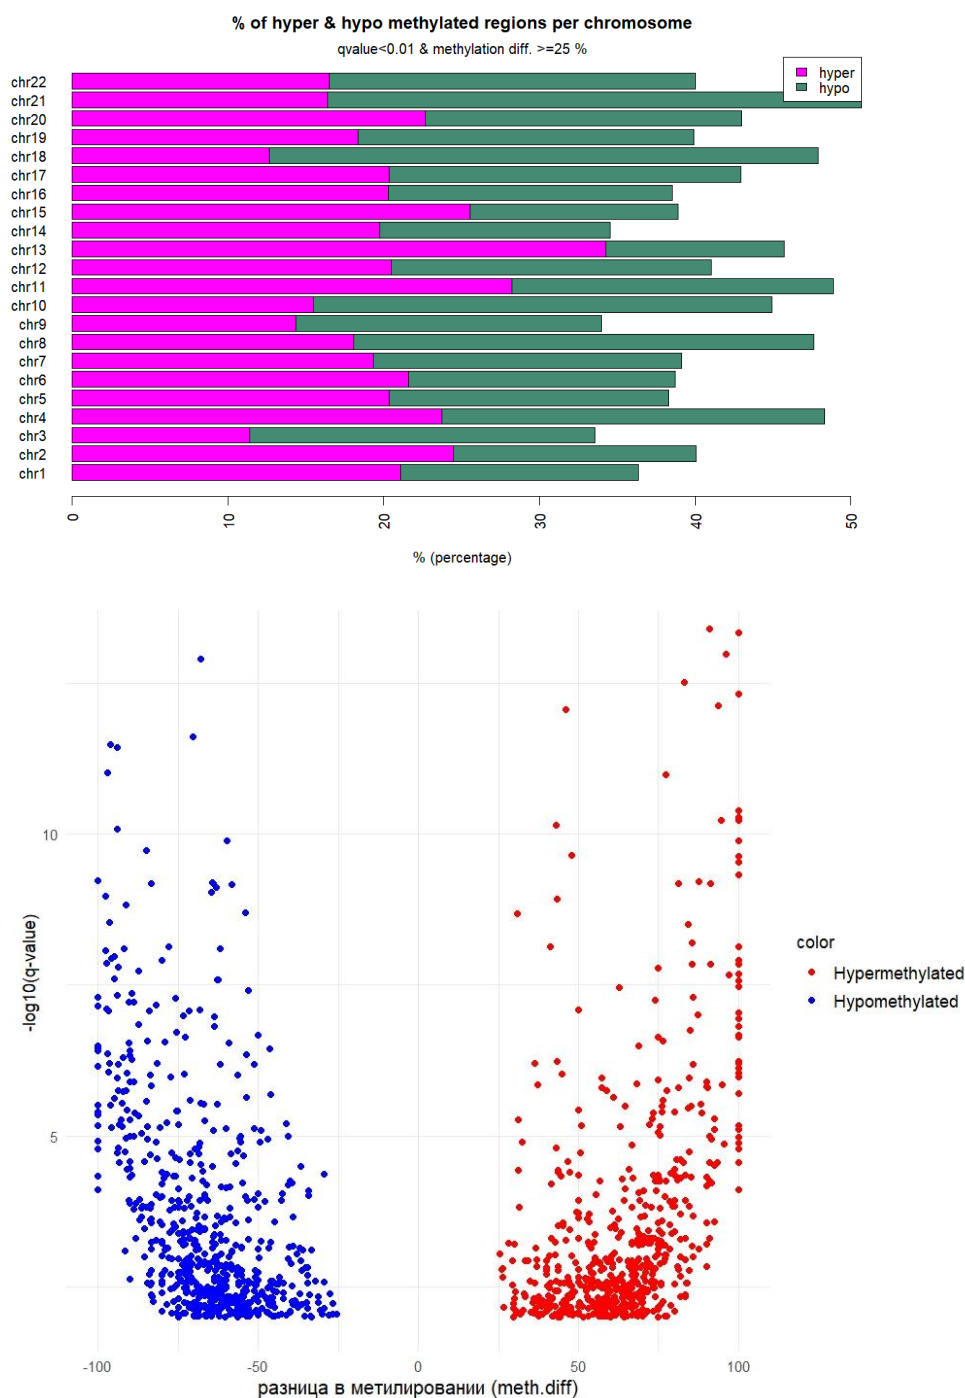 % of hyper & hypo methylated regions per chromosome
qvalue<0.01 & methylation diff. >=25 %
hyper
hypo
chr22
chr21
chr20
chr19
chr18
chr17
chr16
chr15
chr14
chr13
chr12
chr11
chr10
chr9
chr8
chr7
chr6
chr5
chr4
chr3
chr2
chr1
0 10 20 30 40 50
% (percentage)
10
5
-log10(q-value)
-100 -50 0 50 100
разница в метилировании (meth.diff)
color
Hypermethylated
Hypomethylated